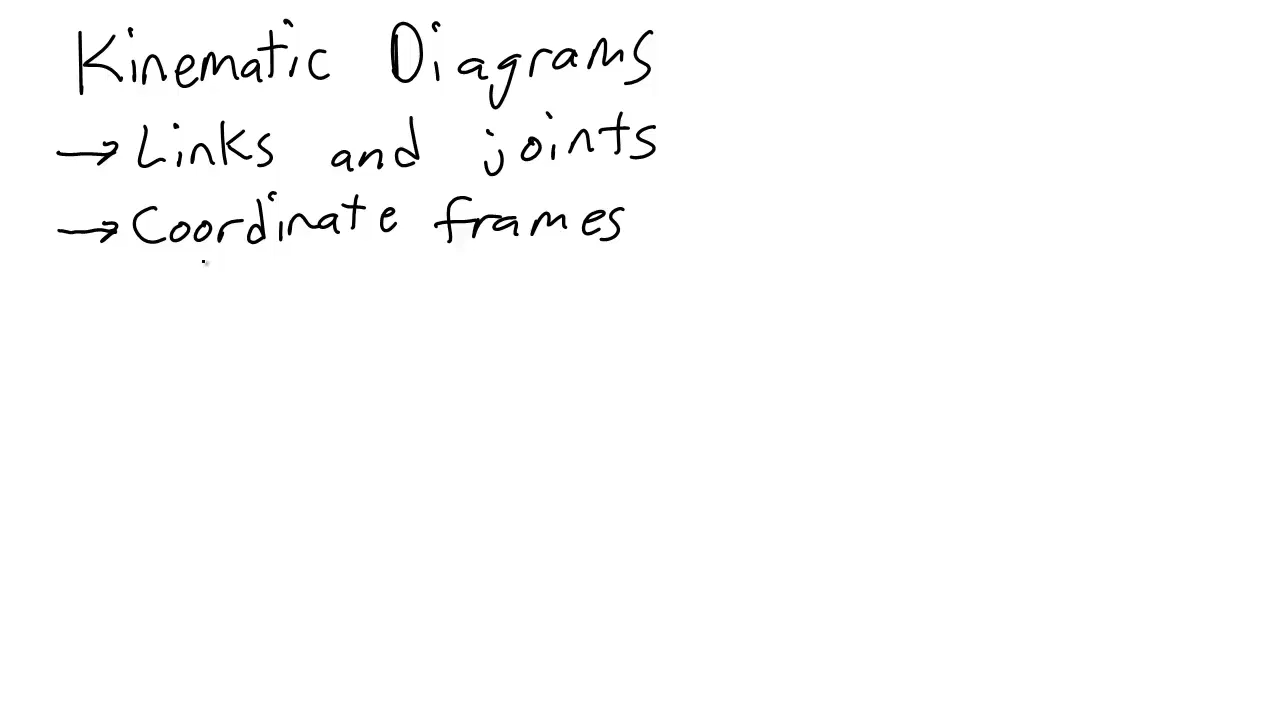 Kinematic Diagrams
→ Links and joints
→ Coordinate frames